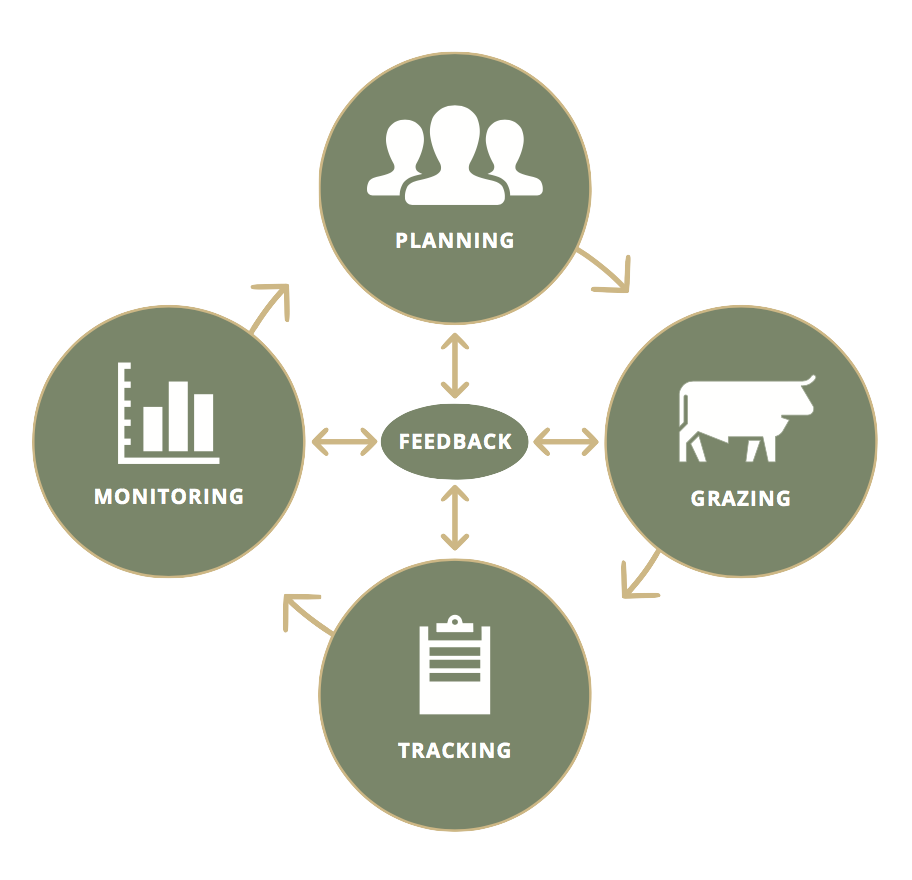 PLANNING
MONITORING
FEEDBACK
GRAZING
TRACKING